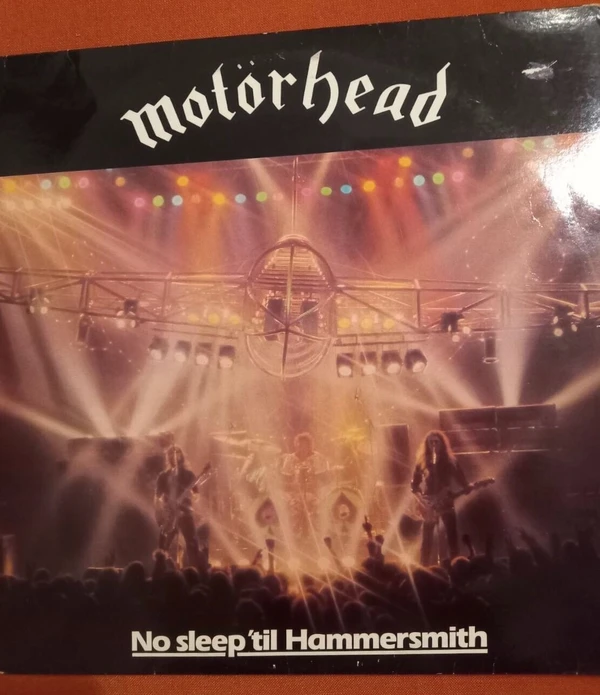 motörhead
No sleep 'til Hammersmith